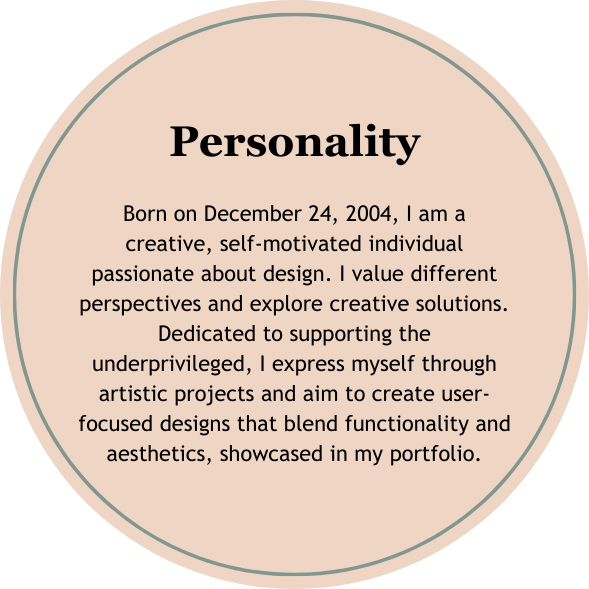 Personality
Born on December 24, 2004, I am a
creative, self-motivated individual
passionate about design. I value different
perspectives and explore creative solutions.
Dedicated to supporting the
underprivileged, I express myself through
artistic projects and aim to create user-
focused designs that blend functionality and
aesthetics, showcased in my portfolio.